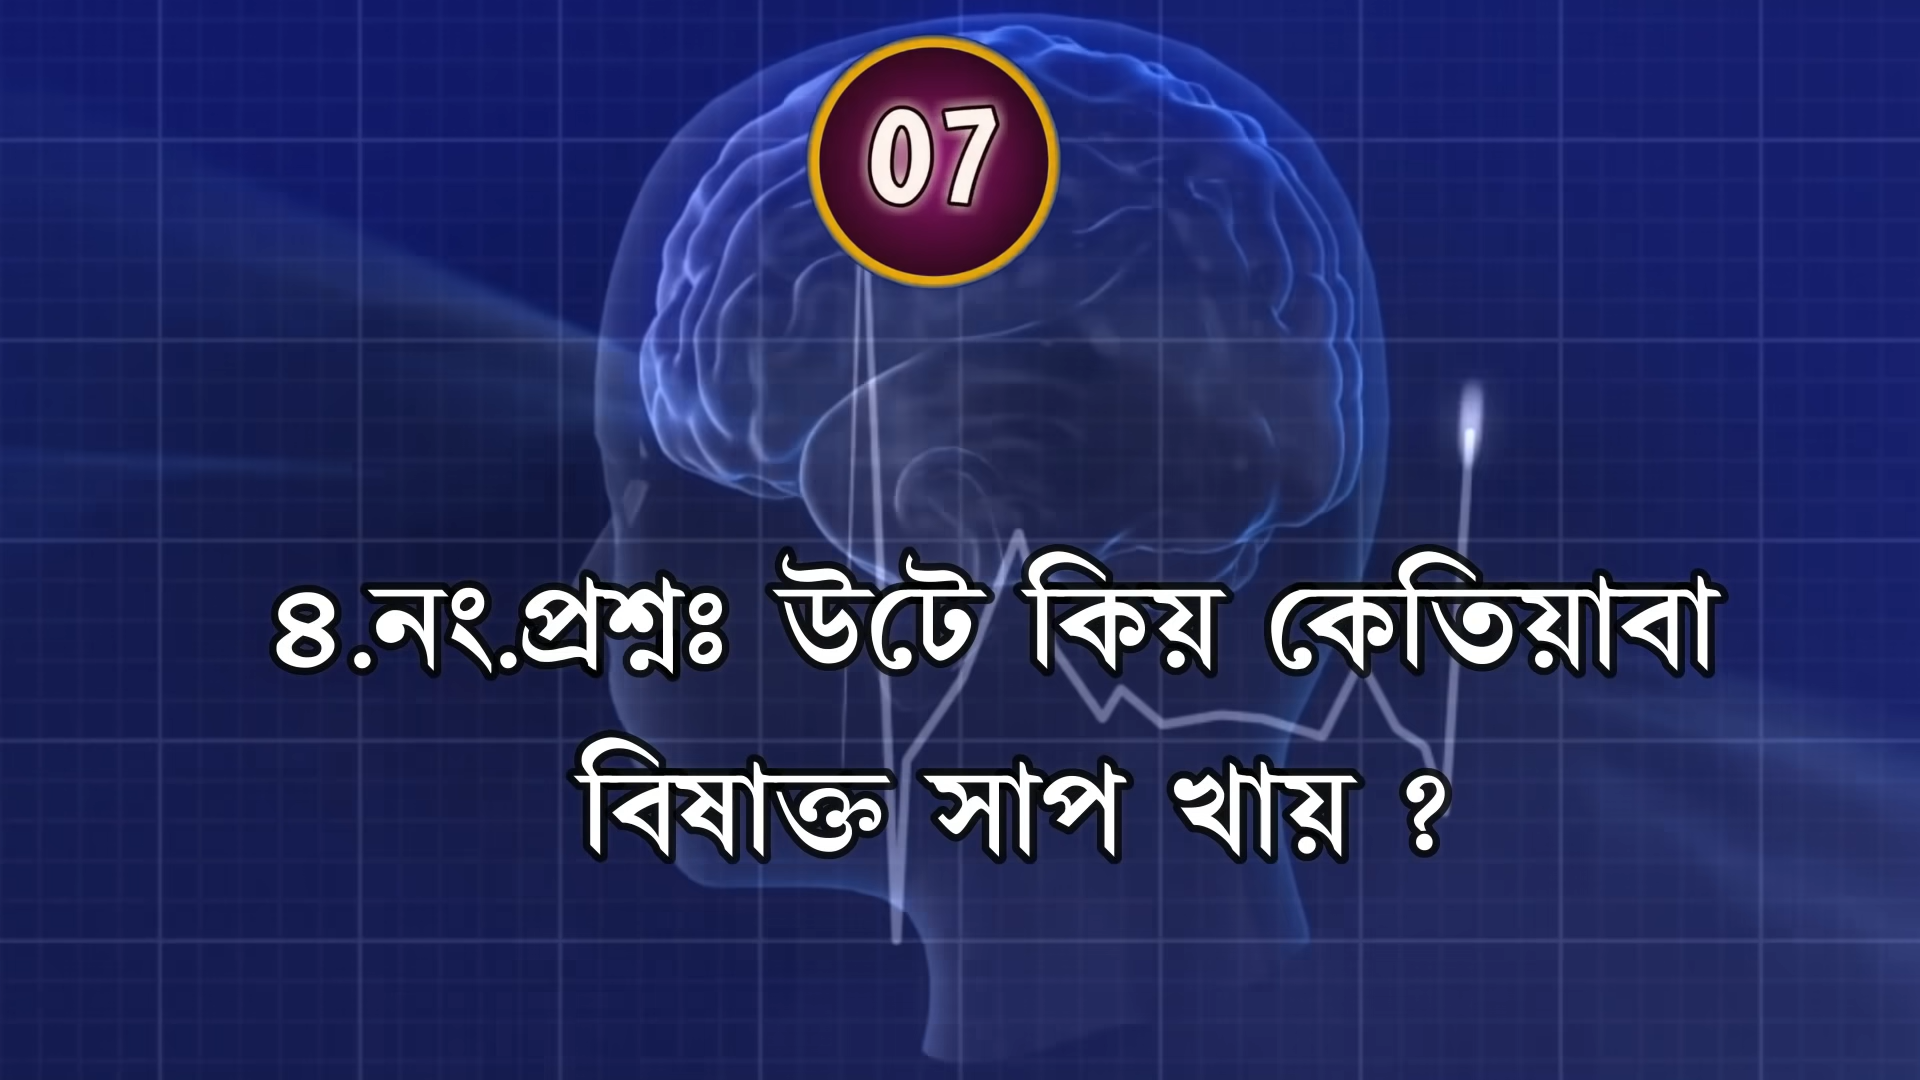 07
৪.নং.প্রশ্নঃ উটে কিয় কেতিয়াবা
বিষাক্ত সাপ খায় ?